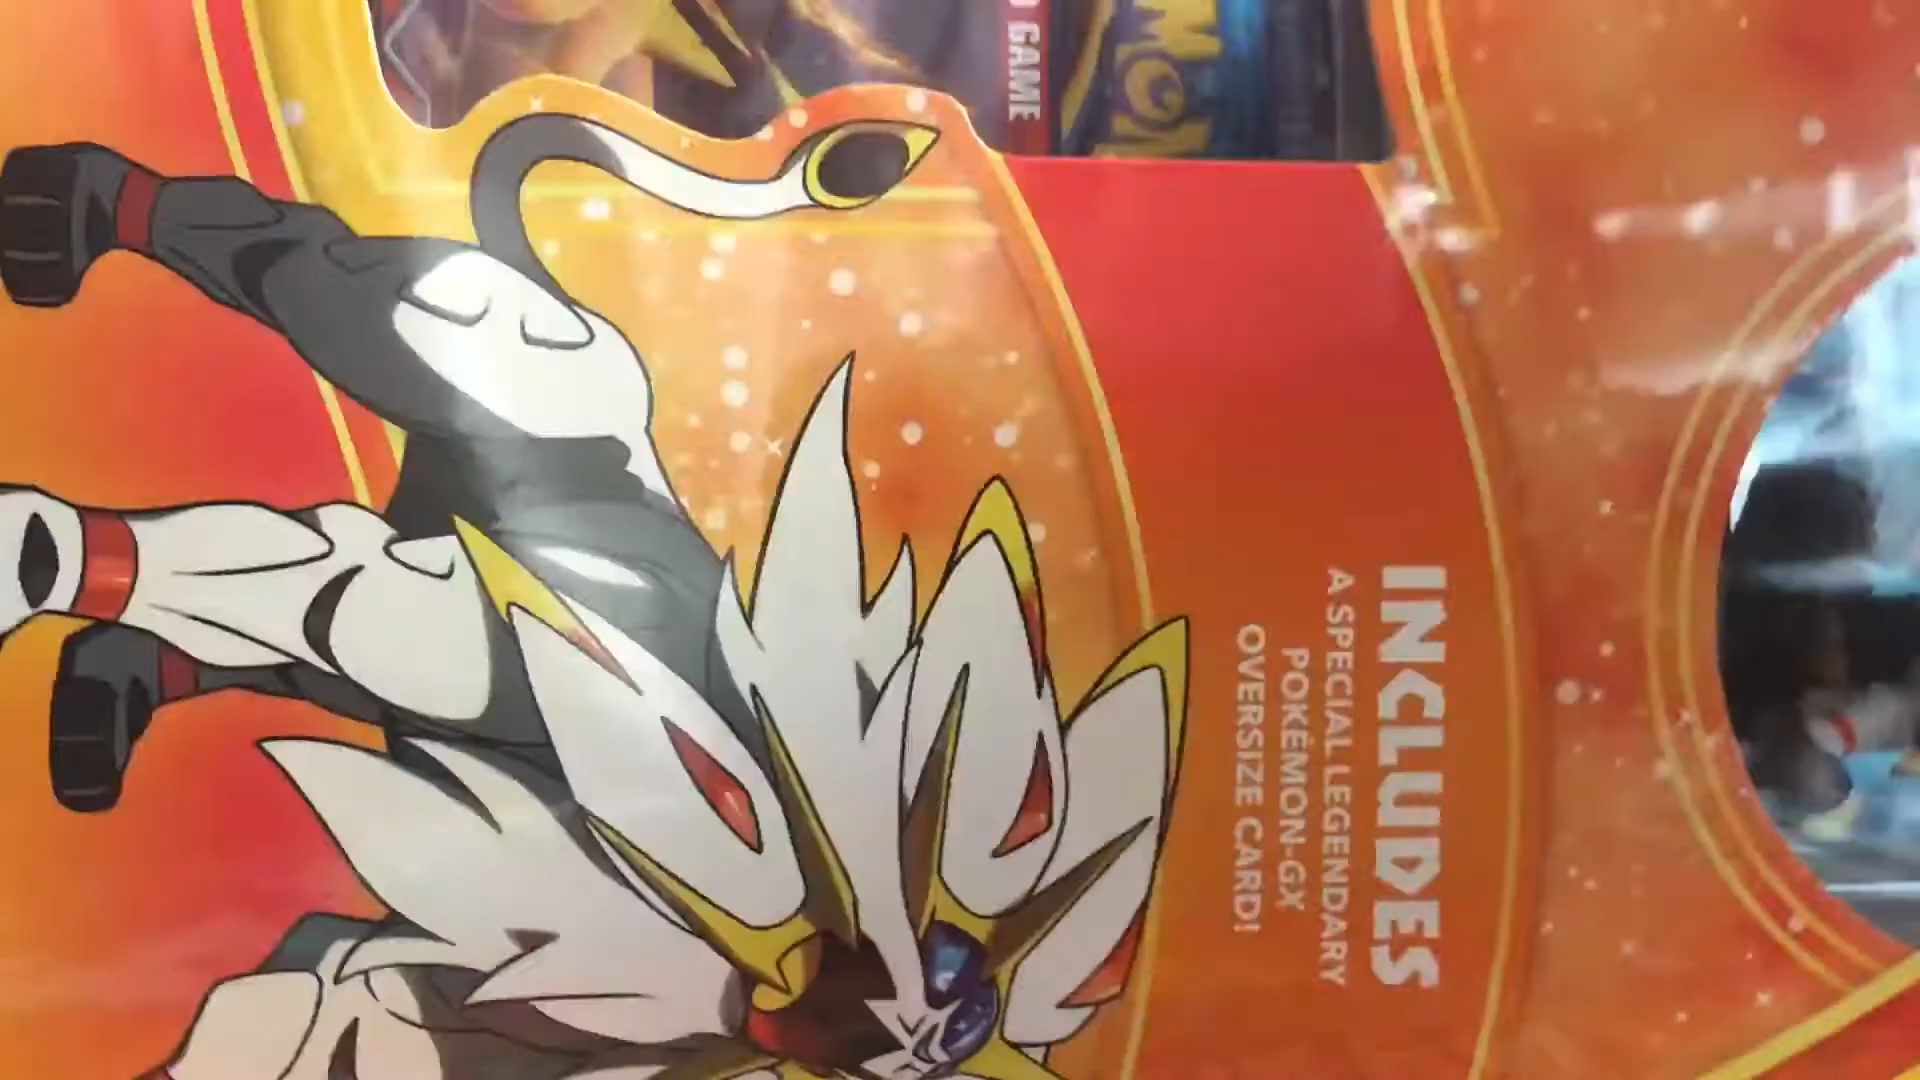 GAME
INCLUDES
A SPECIAL LEGENDARY
POKÉMON-GX
OVERSIZE CARD!